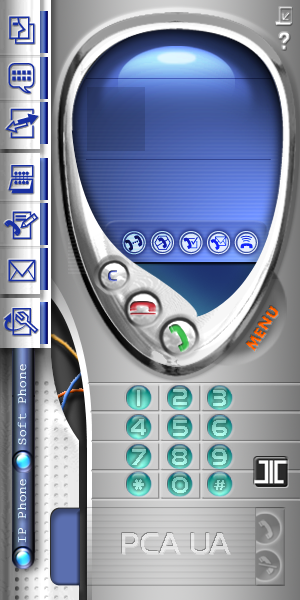 ?
C
MENU
Soft Phone
IP Phone
1 2 3
4 5 6
7 8 9
* 0 #
PCA UA